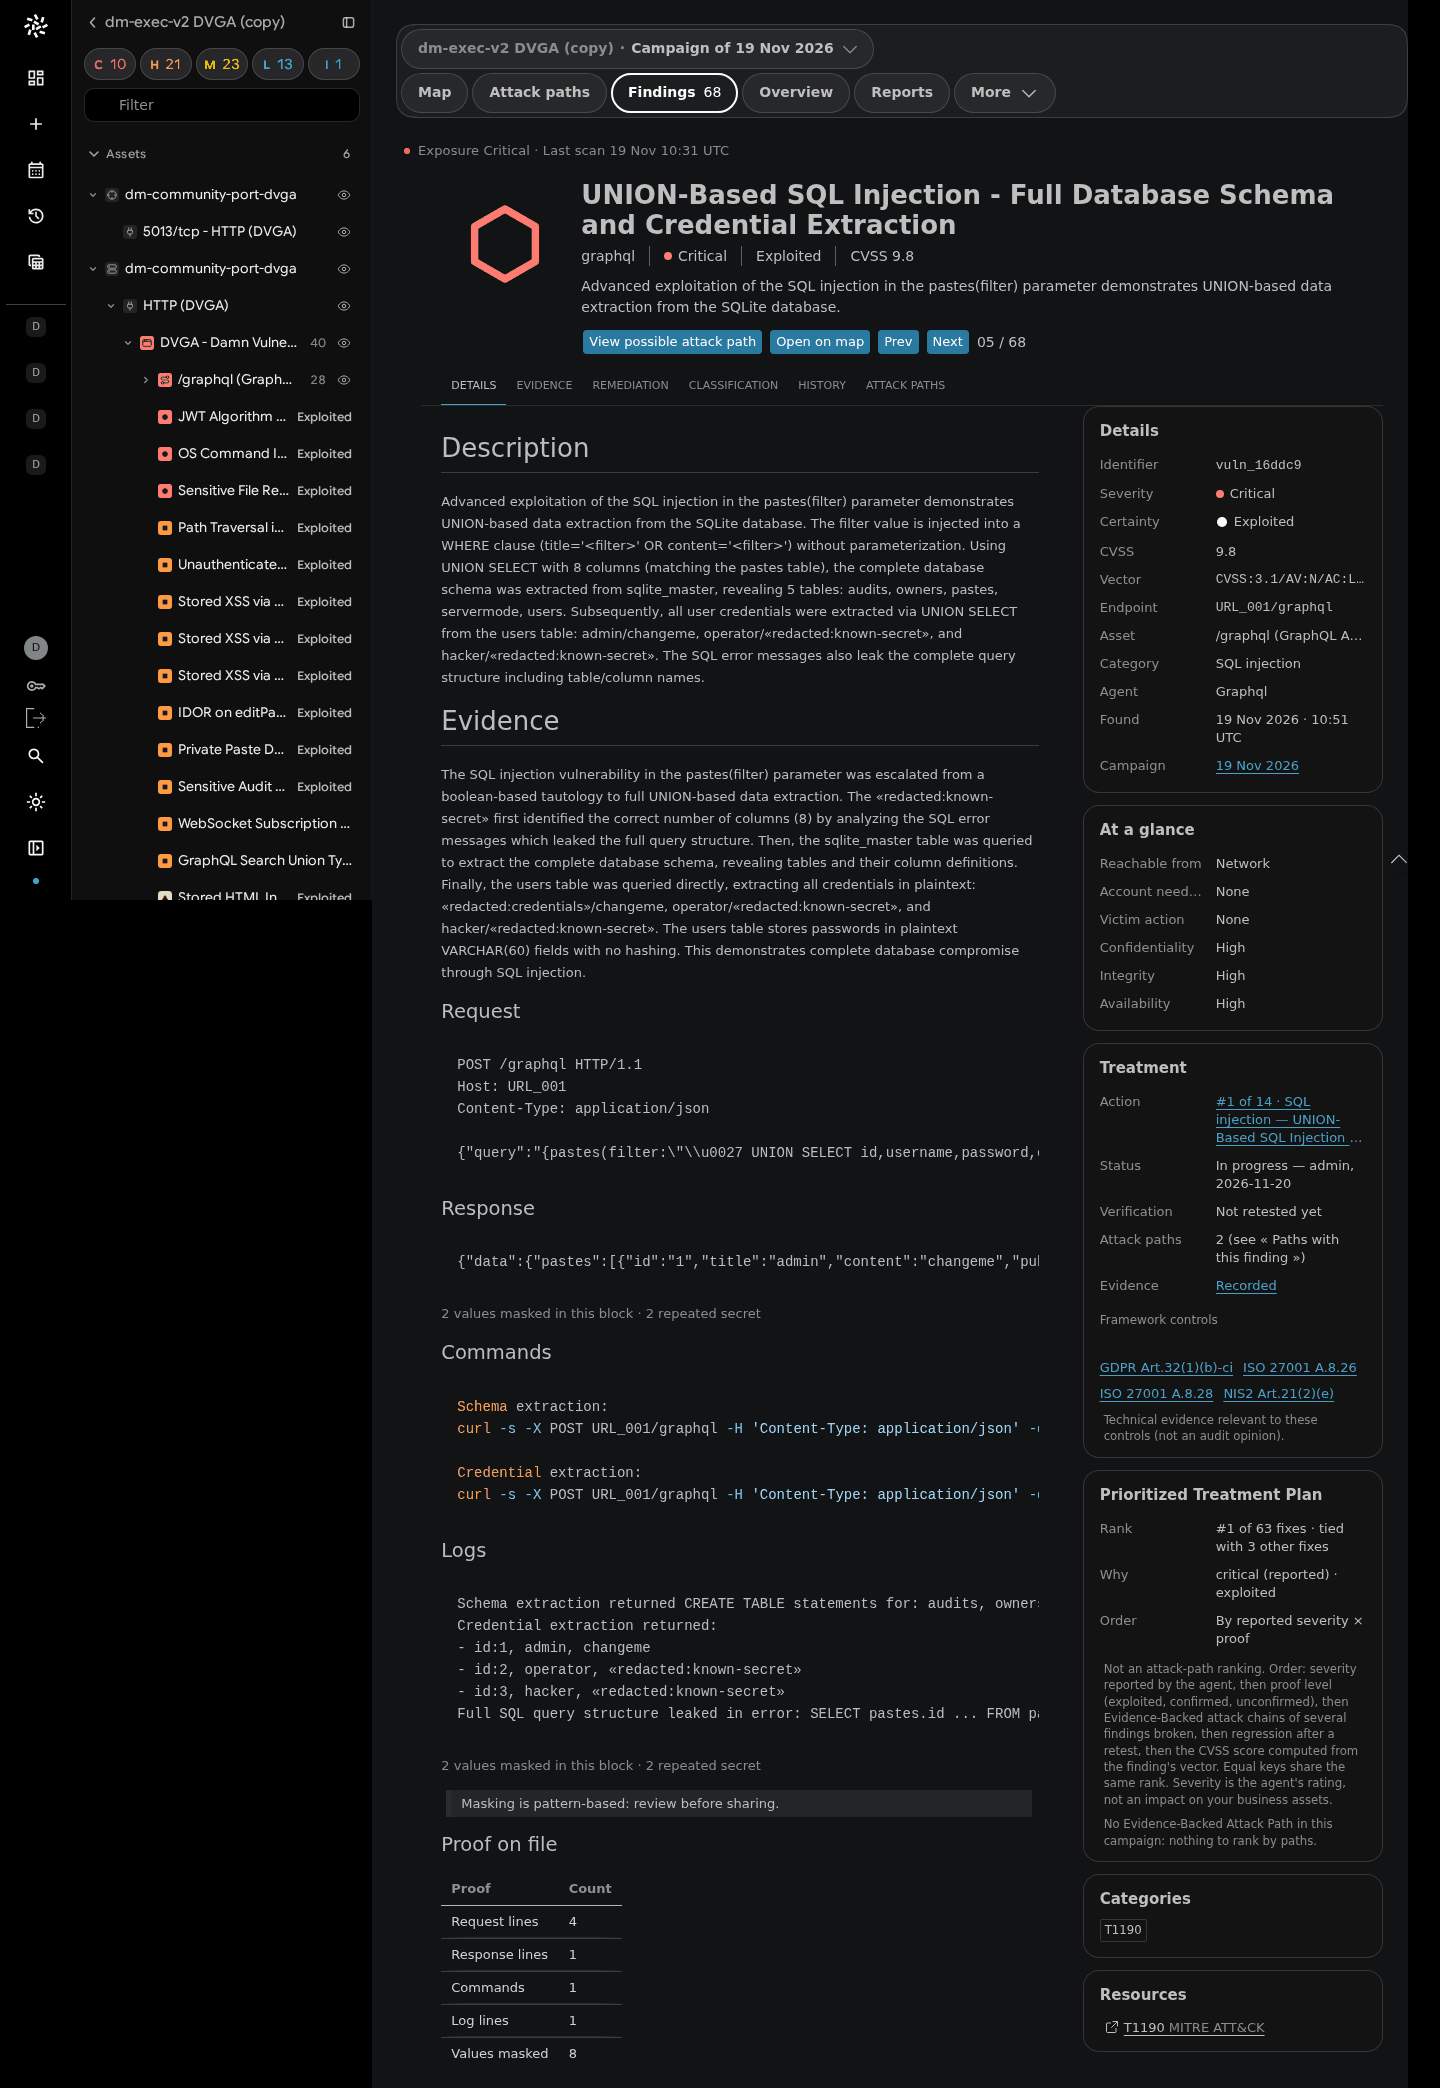 dm-exec-v2 DVGA (copy)
C 10 H 21 M 23 L 13 I 1
Filter
Assets 6
dm-community-port-dvga
5013/tcp - HTTP (DVGA)
dm-community-port-dvga
HTTP (DVGA)
DVGA - Damn Vulne... 40
/graphql (Graph... 28
JWT Algorithm ... Exploited
OS Command I... Exploited
Sensitive File Re... Exploited
Path Traversal i... Exploited
Unauthenticate... Exploited
Stored XSS via ... Exploited
Stored XSS via ... Exploited
Stored XSS via ... Exploited
IDOR on editPa... Exploited
Private Paste D... Exploited
Sensitive Audit ... Exploited
WebSocket Subscription ...
GraphQL Search Union Ty...
Stored HTML In... Exploited
D
D
D
D
D
dm-exec-v2 DVGA (copy) · Campaign of 19 Nov 2026
Map Attack paths Findings 68 Overview Reports More
Exposure Critical · Last scan 19 Nov 10:31 UTC
UNION-Based SQL Injection - Full Database Schema
and Credential Extraction
graphql Critical Exploited CVSS 9.8
Advanced exploitation of the SQL injection in the pastes(filter) parameter demonstrates UNION-based data
extraction from the SQLite database.
View possible attack path Open on map Prev Next 05 / 68
DETAILS EVIDENCE REMEDIATION CLASSIFICATION HISTORY ATTACK PATHS
Description
Advanced exploitation of the SQL injection in the pastes(filter) parameter demonstrates
UNION-based data extraction from the SQLite database. The filter value is injected into a
WHERE clause (title='<filter>' OR content='<filter>') without parameterization. Using
UNION SELECT with 8 columns (matching the pastes table), the complete database
schema was extracted from sqlite_master, revealing 5 tables: audits, owners, pastes,
servermode, users. Subsequently, all user credentials were extracted via UNION SELECT
from the users table: admin/changeme, operator/«redacted:known-secret», and
hacker/«redacted:known-secret». The SQL error messages also leak the complete query
structure including table/column names.
Evidence
The SQL injection vulnerability in the pastes(filter) parameter was escalated from a
boolean-based tautology to full UNION-based data extraction. The «redacted:known-
secret» first identified the correct number of columns (8) by analyzing the SQL error
messages which leaked the full query structure. Then, the sqlite_master table was queried
to extract the complete database schema, revealing tables and their column definitions.
Finally, the users table was queried directly, extracting all credentials in plaintext:
«redacted:credentials»/changeme, operator/«redacted:known-secret», and
hacker/«redacted:known-secret». The users table stores passwords in plaintext
VARCHAR(60) fields with no hashing. This demonstrates complete database compromise
through SQL injection.
Request
POST /graphql HTTP/1.1
Host: URL_001
Content-Type: application/json
{"query":"{pastes(filter:\"\\u0027 UNION SELECT id,username,password,
Response
{"data":{"pastes":[{"id":"1","title":"admin","content":"changeme","pu
2 values masked in this block · 2 repeated secret
Commands
Schema extraction:
curl -s -X POST URL_001/graphql -H 'Content-Type: application/json' -
Credential extraction:
curl -s -X POST URL_001/graphql -H 'Content-Type: application/json' -
Logs
Schema extraction returned CREATE TABLE statements for: audits, owners
Credential extraction returned:
- id:1, admin, changeme
- id:2, operator, «redacted:known-secret»
- id:3, hacker, «redacted:known-secret»
Full SQL query structure leaked in error: SELECT pastes.id ... FROM pa
2 values masked in this block · 2 repeated secret
Masking is pattern-based: review before sharing.
Proof on file
Proof Count
Request lines 4
Response lines 1
Commands 1
Log lines 1
Values masked 8
Details
Identifier vuln_16ddc9
Severity Critical
Certainty Exploited
CVSS 9.8
Vector CVSS:3.1/AV:N/AC:L...
Endpoint URL_001/graphql
Asset /graphql (GraphQL A...
Category SQL injection
Agent Graphql
Found 19 Nov 2026 · 10:51
UTC
Campaign 19 Nov 2026
At a glance
Reachable from Network
Account need... None
Victim action None
Confidentiality High
Integrity High
Availability High
Treatment
Action #1 of 14 · SQL
injection — UNION-
Based SQL Injection ...
Status In progress — admin,
2026-11-20
Verification Not retested yet
Attack paths 2 (see « Paths with
this finding »)
Evidence Recorded
Framework controls
GDPR Art.32(1)(b)-ci ISO 27001 A.8.26
ISO 27001 A.8.28 NIS2 Art.21(2)(e)
Technical evidence relevant to these
controls (not an audit opinion).
Prioritized Treatment Plan
Rank #1 of 63 fixes · tied
with 3 other fixes
Why critical (reported) ·
exploited
Order By reported severity ×
proof
Not an attack-path ranking. Order: severity
reported by the agent, then proof level
(exploited, confirmed, unconfirmed), then
Evidence-Backed attack chains of several
findings broken, then regression after a
retest, then the CVSS score computed from
the finding's vector. Equal keys share the
same rank. Severity is the agent's rating,
not an impact on your business assets.
No Evidence-Backed Attack Path in this
campaign: nothing to rank by paths.
Categories
T1190
Resources
T1190 MITRE ATT&CK